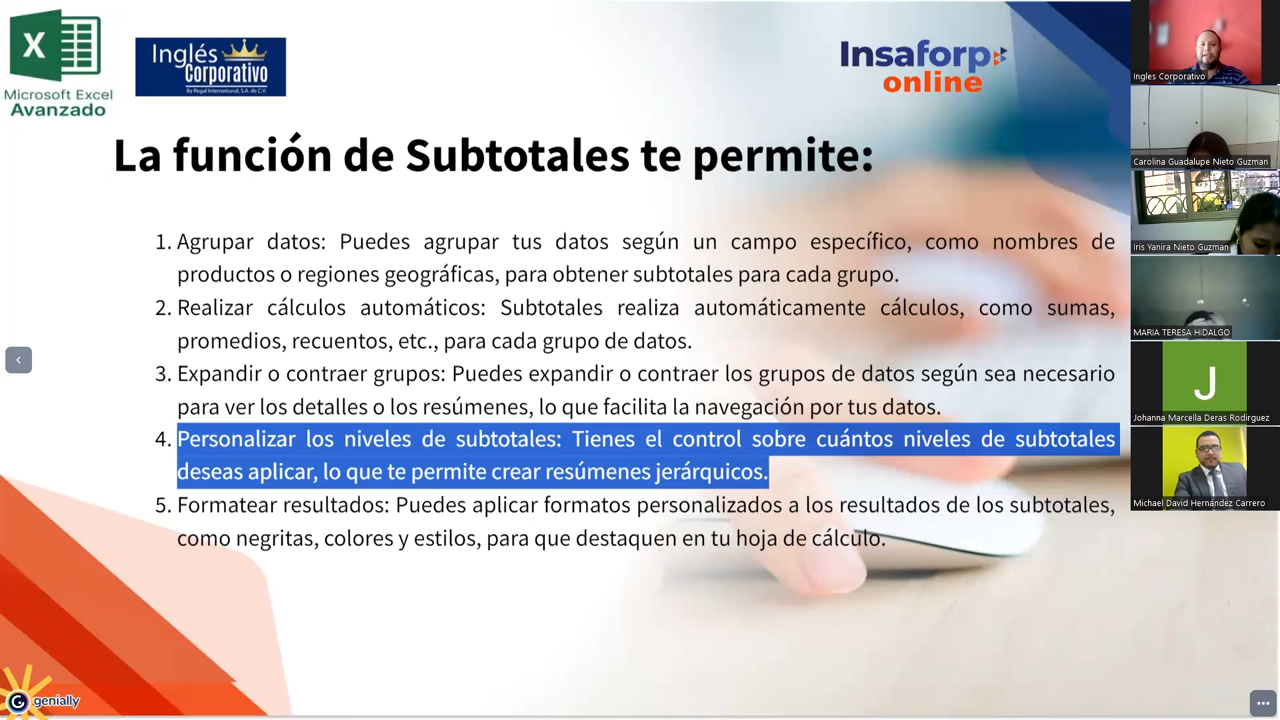 X
Microsoft Excel
Avanzado
Inglés
Corporativo
By Regal International, S.A. de C.V.
Insaforp
online
La función de Subtotales te permite:
1. Agrupar datos: Puedes agrupar tus datos según un campo específico, como nombres de
productos o regiones geográficas, para obtener subtotales para cada grupo.
2. Realizar cálculos automáticos: Subtotales realiza automáticamente cálculos, como sumas,
promedios, recuentos, etc., para cada grupo de datos.
3. Expandir o contraer grupos: Puedes expandir o contraer los grupos de datos según sea necesario
para ver los detalles o los resúmenes, lo que facilita la navegación por tus datos.
4. Personalizar los niveles de subtotales: Tienes el control sobre cuántos niveles de subtotales
deseas aplicar, lo que te permite crear resúmenes jerárquicos.
5. Formatear resultados: Puedes aplicar formatos personalizados a los resultados de los subtotales,
como negritas, colores y estilos, para que destaquen en tu hoja de cálculo.
G genially
Ingles Corporativo
Carolina Guadalupe Nieto Guzman
Iris Yanira Nieto Guzman
MARIA TERESA HIDALGO
J
Johanna Marcella Deras Rodirguez
Michael David Hernández Carrero